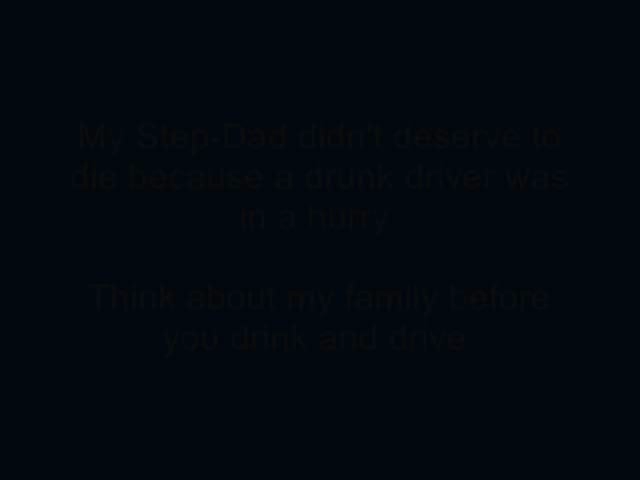 My Step-Dad didn't deserve to
die because a drunk driver was
in a hurry
Think about my family before
you drink and drive